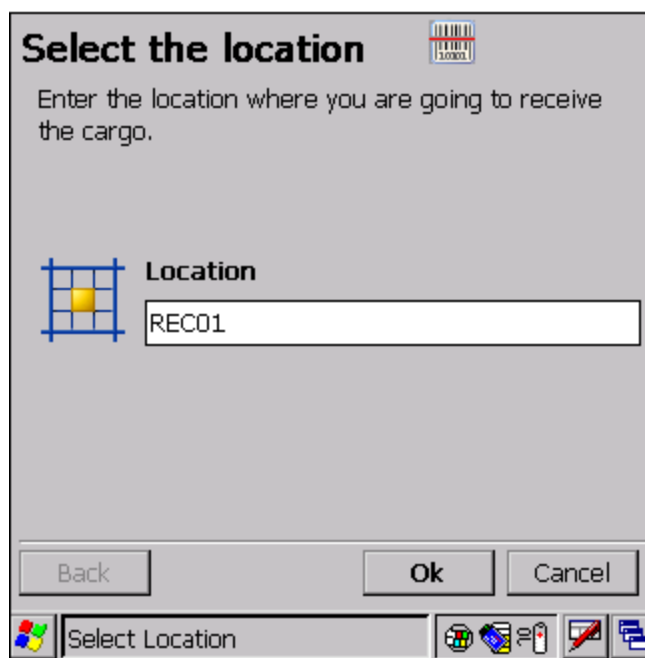 Select the location
Enter the location where you are going to receive
the cargo.
Location
REC01
Back
Ok
Cancel
Select Location